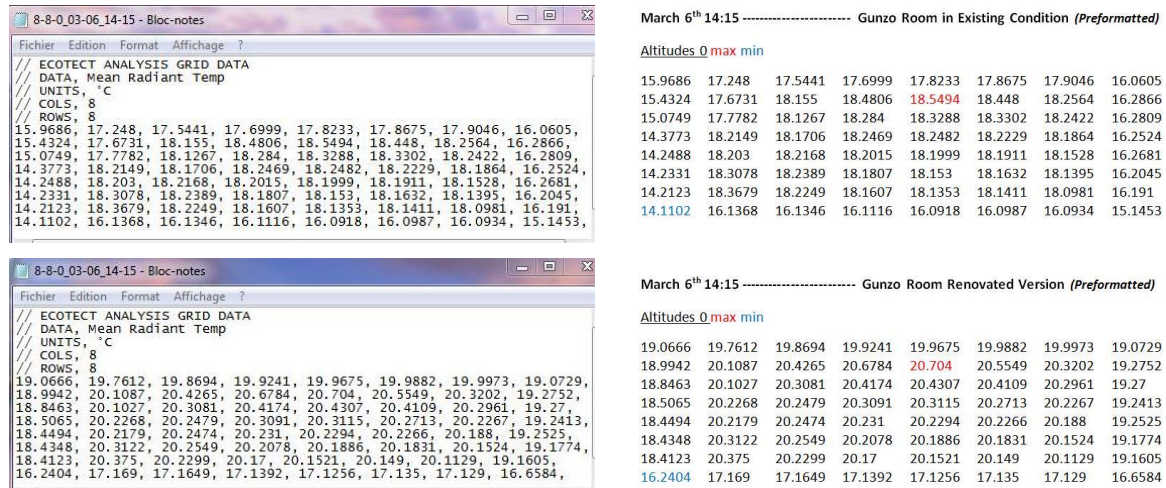 8-8-0_03-06_14-15 - Bloc-notes
Fichier Edition Format Affichage ?
// ECOTECT ANALYSIS GRID DATA
// DATA, Mean Radiant Temp
// UNITS, °C
// COLS, 8
// ROWS, 8
15.9686, 17.248, 17.5441, 17.6999, 17.8233, 17.8675, 17.9046, 16.0605,
15.4324, 17.6731, 18.155, 18.4806, 18.5494, 18.448, 18.2564, 16.2866,
15.0749, 17.7782, 18.1267, 18.284, 18.3288, 18.3302, 18.2422, 16.2809,
14.3773, 18.2149, 18.1706, 18.2469, 18.2482, 18.2229, 18.1864, 16.2524,
14.2488, 18.203, 18.2168, 18.2015, 18.1999, 18.1911, 18.1528, 16.2681,
14.2331, 18.3078, 18.2389, 18.1807, 18.153, 18.1632, 18.1395, 16.2045,
14.2123, 18.3679, 18.2249, 18.1607, 18.1353, 18.1411, 18.0981, 16.191,
14.1102, 16.1368, 16.1346, 16.1116, 16.0918, 16.0987, 16.0934, 15.1453,
March 6th 14:15 ------------------------ Gunzo Room in Existing Condition (Preformatted)
Altitudes 0 max min
15.9686 17.248 17.5441 17.6999 17.8233 17.8675 17.9046 16.0605
15.4324 17.6731 18.155 18.4806 18.5494 18.448 18.2564 16.2866
15.0749 17.7782 18.1267 18.284 18.3288 18.3302 18.2422 16.2809
14.3773 18.2149 18.1706 18.2469 18.2482 18.2229 18.1864 16.2524
14.2488 18.203 18.2168 18.2015 18.1999 18.1911 18.1528 16.2681
14.2331 18.3078 18.2389 18.1807 18.153 18.1632 18.1395 16.2045
14.2123 18.3679 18.2249 18.1607 18.1353 18.1411 18.0981 16.191
14.1102 16.1368 16.1346 16.1116 16.0918 16.0987 16.0934 15.1453
8-8-0_03-06_14-15 - Bloc-notes
Fichier Edition Format Affichage ?
// ECOTECT ANALYSIS GRID DATA
// DATA, Mean Radiant Temp
// UNITS, °C
// COLS, 8
// ROWS, 8
19.0666, 19.7612, 19.8694, 19.9241, 19.9675, 19.9882, 19.9973, 19.0729,
18.9942, 20.1087, 20.4265, 20.6784, 20.704, 20.5549, 20.3202, 19.2752,
18.8463, 20.1027, 20.3081, 20.4174, 20.4307, 20.4109, 20.2961, 19.27,
18.5065, 20.2268, 20.2479, 20.3091, 20.3115, 20.2713, 20.2267, 19.2413,
18.4494, 20.2179, 20.2474, 20.231, 20.2294, 20.2266, 20.188, 19.2525,
18.4348, 20.3122, 20.2549, 20.2078, 20.1886, 20.1831, 20.1524, 19.1774,
18.4123, 20.375, 20.2299, 20.17, 20.1521, 20.149, 20.1129, 19.1605,
16.2404, 17.169, 17.1649, 17.1392, 17.1256, 17.135, 17.129, 16.6584,
March 6th 14:15 ------------------------ Gunzo Room Renovated Version (Preformatted)
Altitudes 0 max min
19.0666 19.7612 19.8694 19.9241 19.9675 19.9882 19.9973 19.0729
18.9942 20.1087 20.4265 20.6784 20.704 20.5549 20.3202 19.2752
18.8463 20.1027 20.3081 20.4174 20.4307 20.4109 20.2961 19.27
18.5065 20.2268 20.2479 20.3091 20.3115 20.2713 20.2267 19.2413
18.4494 20.2179 20.2474 20.231 20.2294 20.2266 20.188 19.2525
18.4348 20.3122 20.2549 20.2078 20.1886 20.1831 20.1524 19.1774
18.4123 20.375 20.2299 20.17 20.1521 20.149 20.1129 19.1605
16.2404 17.169 17.1649 17.1392 17.1256 17.135 17.129 16.6584